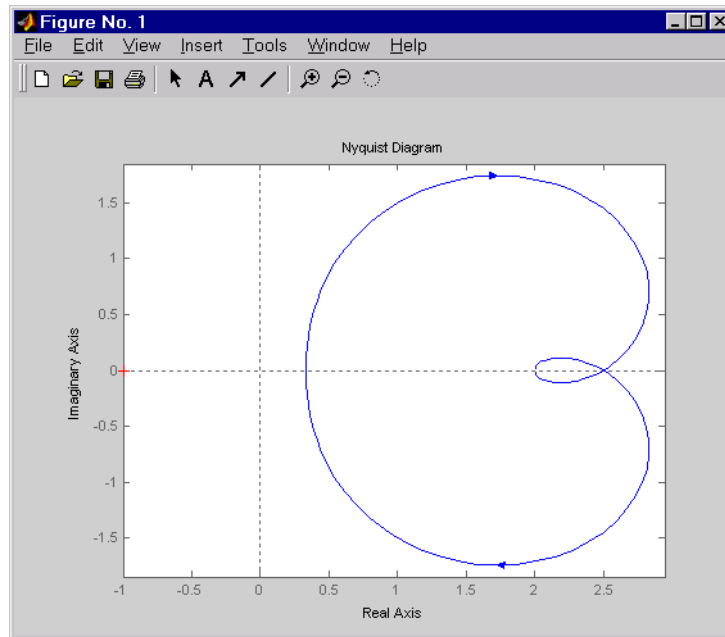 Figure No. 1
File Edit View Insert Tools Window Help
A
Nyquist Diagram
1.5
1
0.5
0
-0.5
-1
-1.5
Imaginary Axis
-1 -0.5 0 0.5 1 1.5 2 2.5
Real Axis